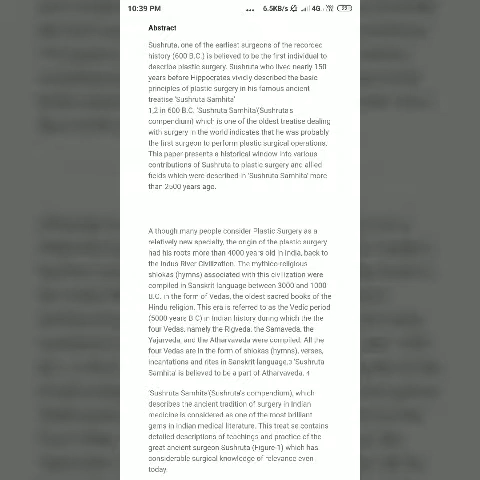 10:39 PM ... 6.5KB/s 4G 39
Abstract
Sushruta, one of the earliest surgeons of the recorded
history (600 B.C.) is believed to be the first individual to
describe plastic surgery. Sushruta who lived nearly 150
years before Hippocrates vividly described the basic
principles of plastic surgery in his famous ancient
treatise 'Sushruta Samhita'
1,2 in 600 B.C. 'Sushruta Samhita'(Sushruta's
compendium) which is one of the oldest treatise dealing
with surgery in the world indicates that he was probably
the first surgeon to perform plastic surgical operations.
This paper presents a historical window into various
contributions of Sushruta to plastic surgery and allied
fields which were described in 'Sushruta Samhita' more
than 2500 years ago.
Although many people consider Plastic Surgery as a
relatively new specialty, the origin of the plastic surgery
had his roots more than 4000 years old in India, back to
the Indus River Civilization. The mythico-religious
shlokas (hymns) associated with this civilization were
compiled in Sanskrit language between 3000 and 1000
B.C. in the form of Vedas, the oldest sacred books of the
Hindu religion. This era is referred to as the Vedic period
(5000 years B.C) in Indian history during which the the
four Vedas, namely the Rigveda, the Samaveda, the
Yajurveda, and the Atharvaveda were compiled. All the
four Vedas are in the form of shlokas (hymns), verses,
incantations and rites in Sanskrit language.3 'Sushruta
Samhita' is believed to be a part of Atharvaveda. 4
'Sushruta Samhita'(Sushruta's compendium), which
describes the ancient tradition of surgery in Indian
medicine is considered as one of the most brilliant
gems in Indian medical literature. This treatise contains
detailed descriptions of teachings and practice of the
great ancient surgeon Sushruta (Figure 1) which has
considerable surgical knowledge of relevance even
today.